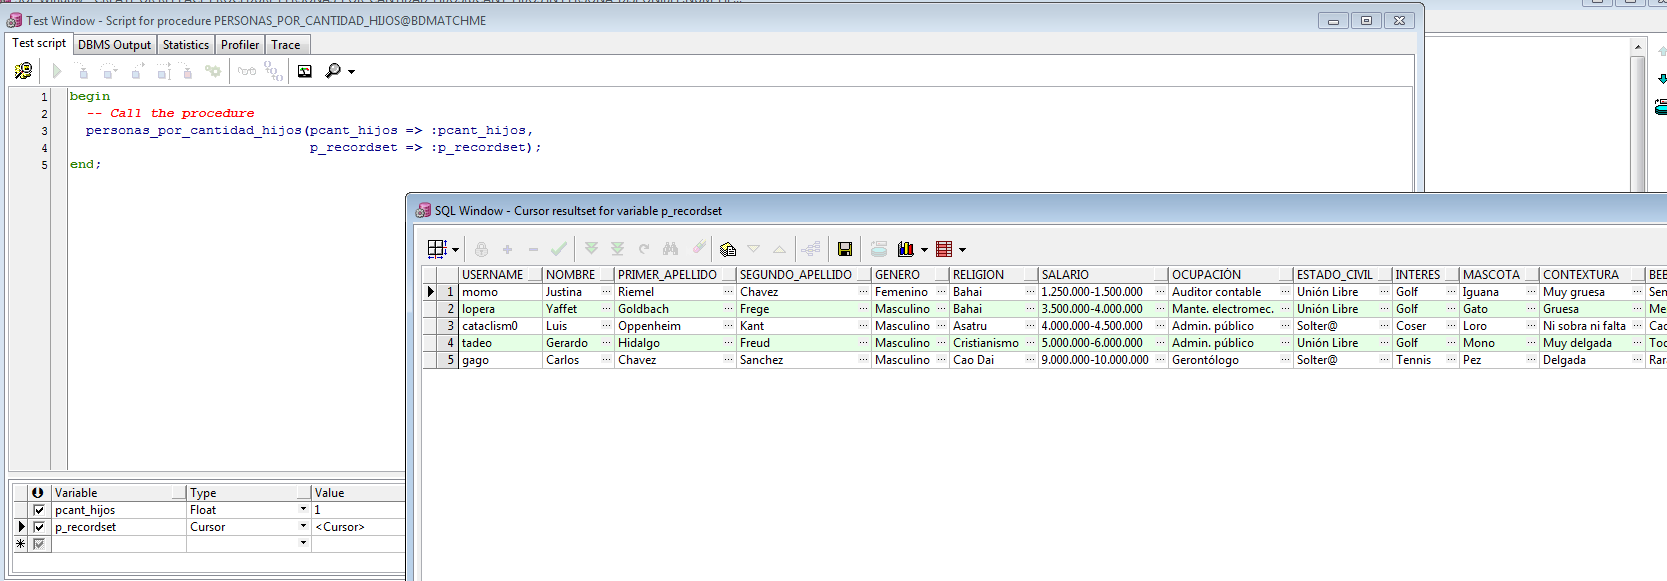 Test Window - Script for procedure PERSONAS_POR_CANTIDAD_HIJOS@BDMATCHME
Test script DBMS Output Statistics Profiler Trace
1 begin
2 -- Call the procedure
3 personas_por_cantidad_hijos(pcant_hijos => :pcant_hijos,
4 p_recordset => :p_recordset);
5 end;
SQL Window - Cursor resultset for variable p_recordset
USERNAME NOMBRE PRIMER_APELLIDO SEGUNDO_APELLIDO GENERO RELIGION SALARIO OCUPACIÓN ESTADO_CIVIL INTERES MASCOTA CONTEXTURA
1 momo Justina Riemel Chavez Femenino Bahai 1.250.000-1.500.000 Auditor contable Unión Libre Golf Iguana Muy gruesa
2 lopera Yaffet Goldbach Frege Masculino Bahai 3.500.000-4.000.000 Mante. electromec. Unión Libre Golf Gato Gruesa
3 cataclism0 Luis Oppenheim Kant Masculino Asatru 4.000.000-4.500.000 Admin. público Solter@ Coser Loro Ni sobra ni falta
4 tadeo Gerardo Hidalgo Freud Masculino Cristianismo 5.000.000-6.000.000 Admin. público Unión Libre Golf Mono Muy delgada
5 gago Carlos Chavez Sanchez Masculino Cao Dai 9.000.000-10.000.000 Gerontólogo Solter@ Tennis Pez Delgada
Variable Type Value
pcant_hijos Float 1
p_recordset Cursor <Cursor>